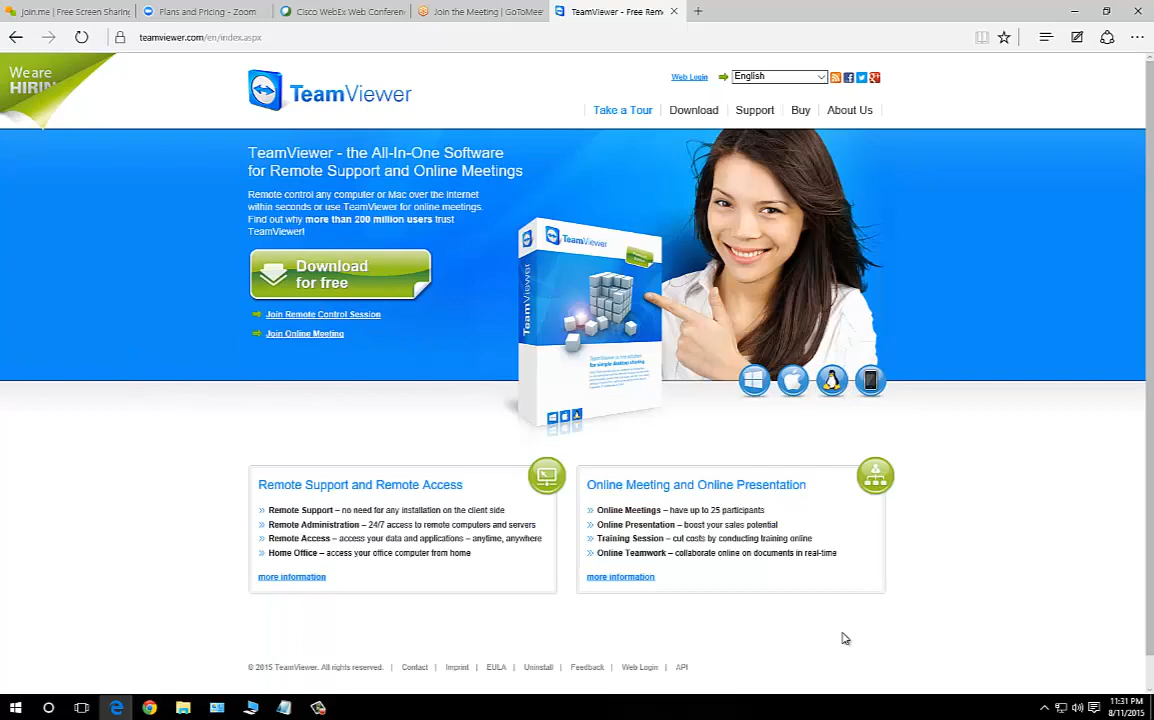 join.me | Free Screen Sharing
Plans and Pricing - Zoom
Cisco WebEx Web Conferen
Join the Meeting | GoToMeet
TeamViewer - Free Rem
teamviewer.com/en/index.aspx
We are
HIRIN
TeamViewer
Web Login
English
Take a Tour
Download
Support
Buy
About Us
TeamViewer - the All-In-One Software
for Remote Support and Online Meetings
Remote control any computer or Mac over the internet
within seconds or use TeamViewer for online meetings.
Find out why more than 200 million users trust
TeamViewer!
Download
for free
Join Remote Control Session
Join Online Meeting
TeamViewer
TeamViewer
Remote Support and Remote Access
Remote Support – no need for any installation on the client side
Remote Administration – 24/7 access to remote computers and servers
Remote Access – access your data and applications – anytime, anywhere
Home Office – access your office computer from home
more information
Online Meeting and Online Presentation
Online Meetings – have up to 25 participants
Online Presentation – boost your sales potential
Training Session – cut costs by conducting training online
Online Teamwork – collaborate online on documents in real-time
more information
© 2015 TeamViewer. All rights reserved. | Contact | Imprint | EULA | Uninstall | Feedback | Web Login | API
11:31 PM
8/11/2015